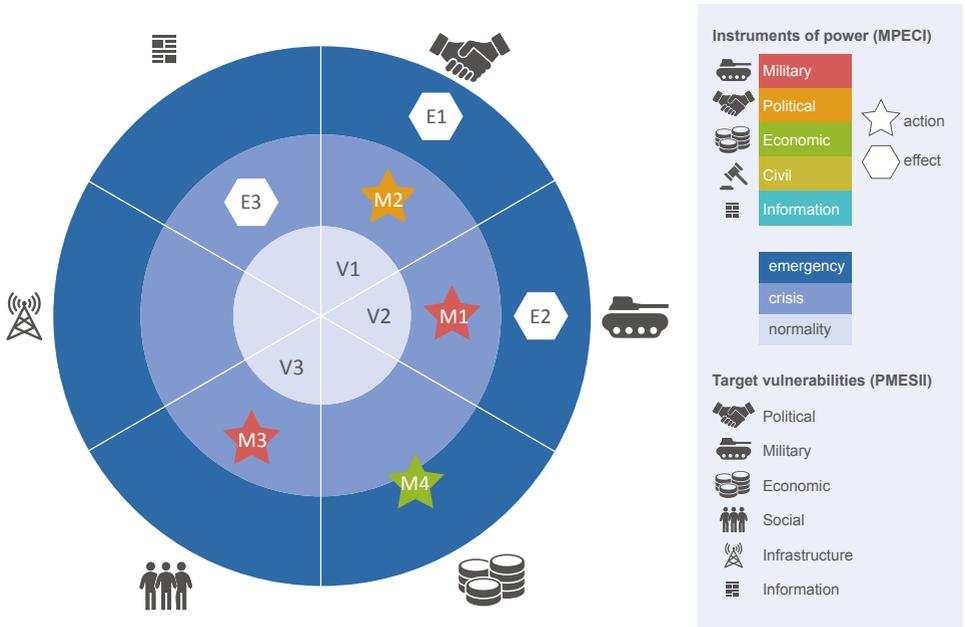 E1
M2
E3
V1
V2
M1
E2
V3
M3
M4
Instruments of power (MPECI)
Military
Political
Economic
Civil
Information
action
effect
emergency
crisis
normality
Target vulnerabilities (PMESII)
Political
Military
Economic
Social
Infrastructure
Information